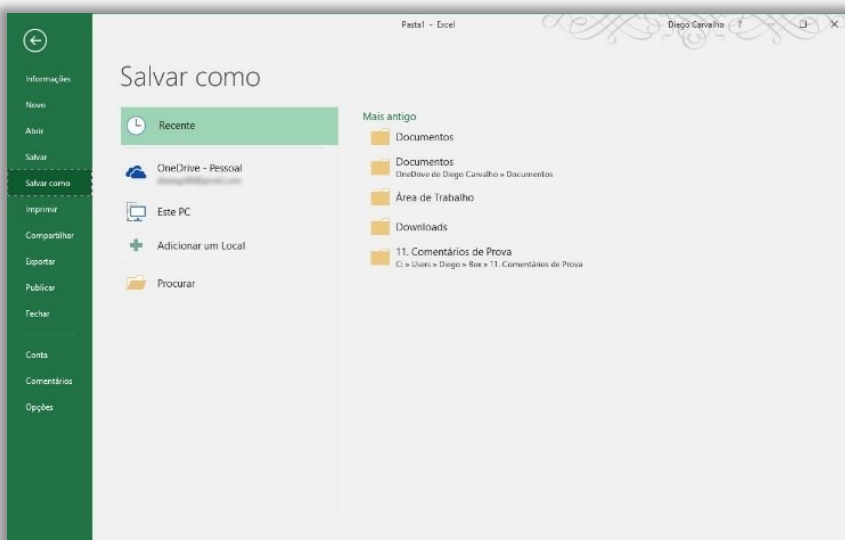 Pasta1 - Excel
Diego Carvalho
?
Informações
Novo
Abrir
Salvar
Salvar como
Imprimir
Compartilhar
Exportar
Publicar
Fechar
Conta
Comentários
Opções
Salvar como
Recente
OneDrive - Pessoal
Este PC
Adicionar um Local
Procurar
Mais antigo
Documentos
Documentos
OneDrive de Diego Carvalho » Documentos
Área de Trabalho
Downloads
11. Comentários de Prova
C: » Users » Diego » Box » 11. Comentários de Prova